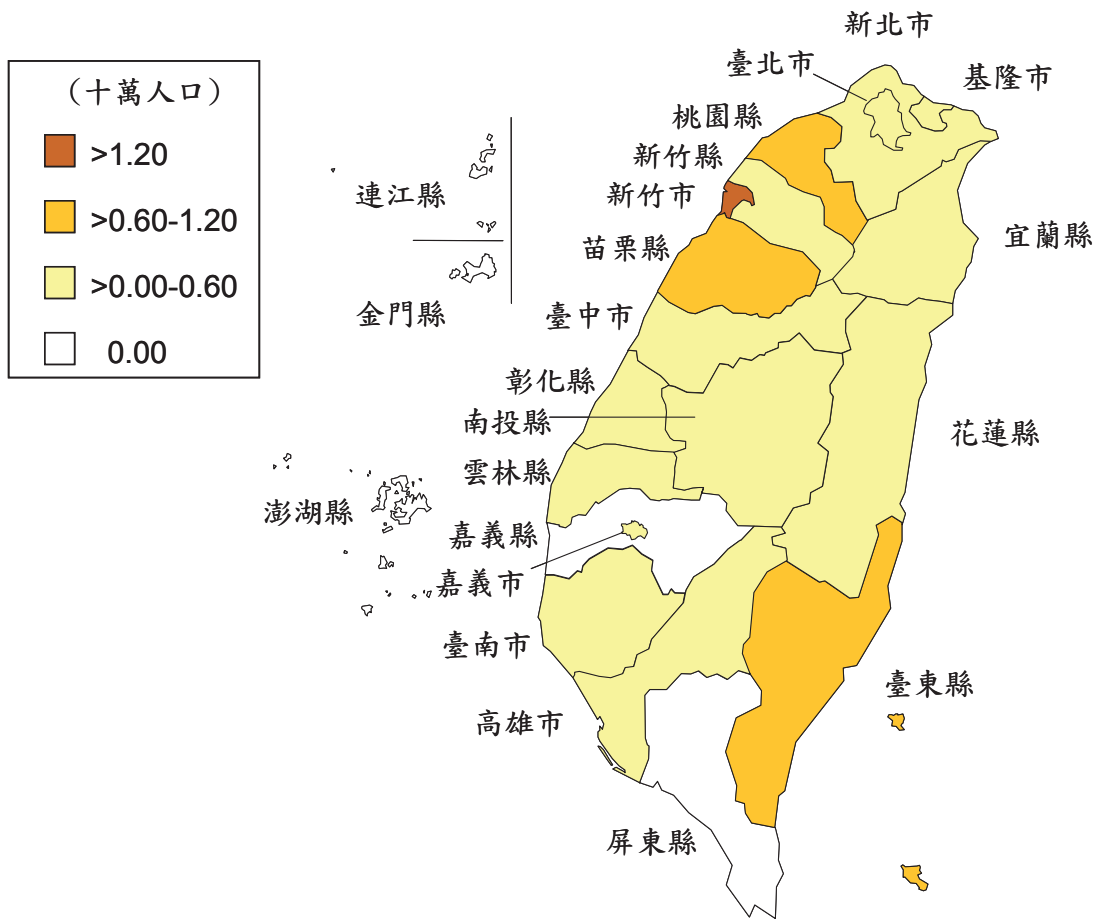 (十萬人口)
>1.20
>0.60-1.20
>0.00-0.60
0.00
新北市
臺北市
基隆市
桃園縣
新竹縣
新竹市
連江縣
苗栗縣
宜蘭縣
金門縣
臺中市
彰化縣
南投縣
花蓮縣
雲林縣
澎湖縣
嘉義縣
嘉義市
臺南市
臺東縣
高雄市
屏東縣